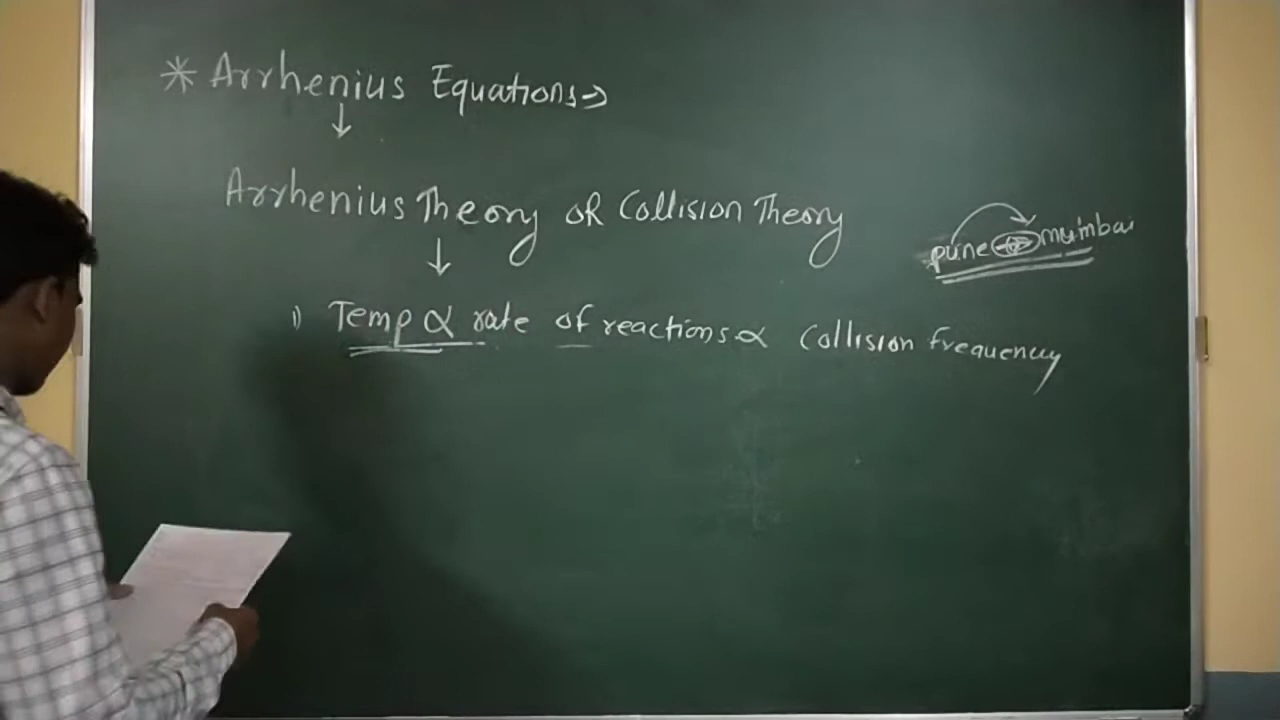 * Arrhenius Equations →
↓
Arrhenius Theory OR Collision Theory
pune mumbai
↓
1) Temp ∝ rate of reactions ∝ Collision frequency